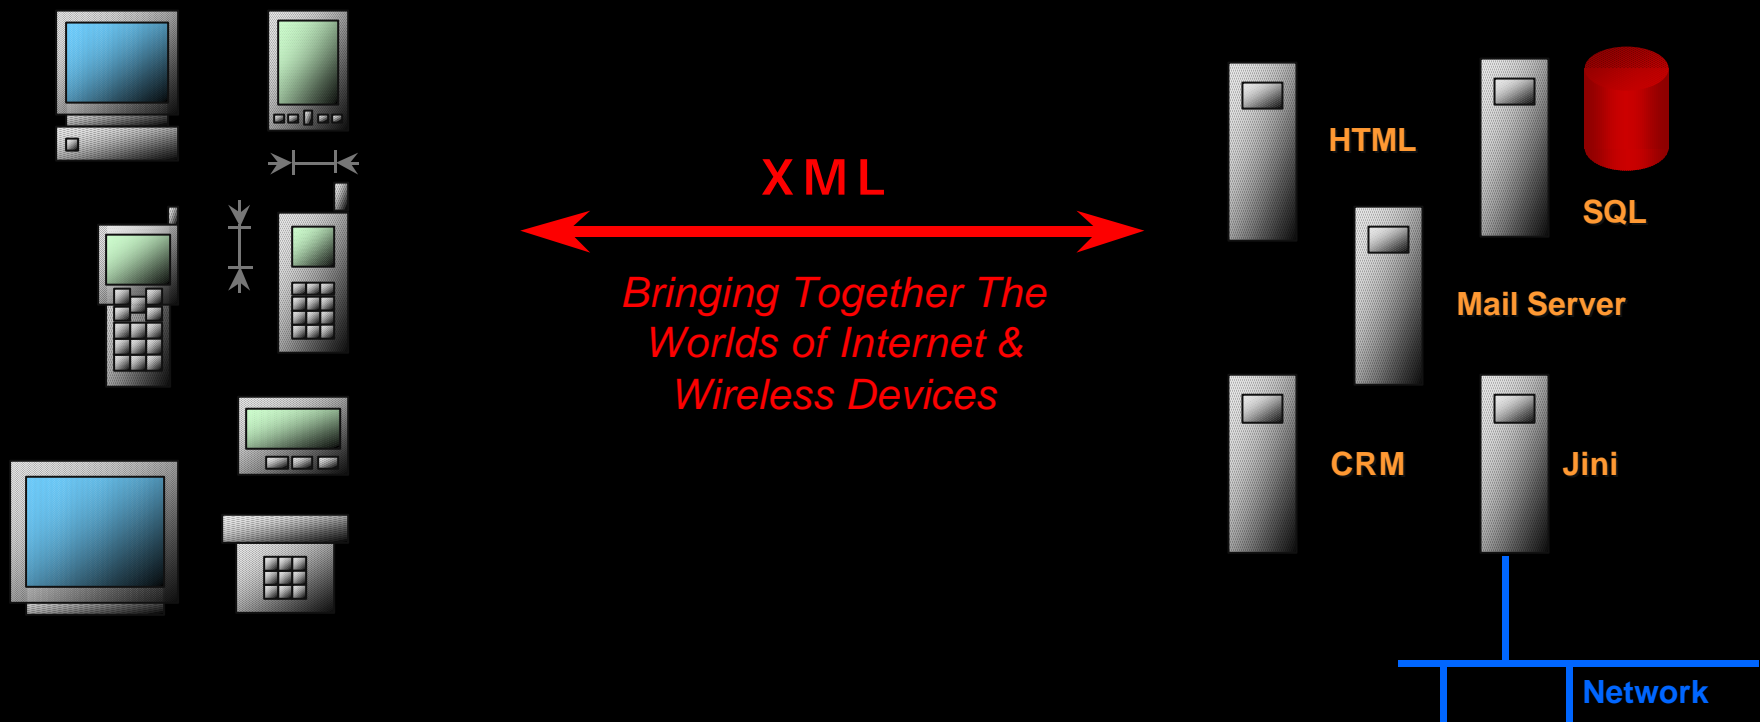 XML
Bringing Together The
Worlds of Internet &
Wireless Devices
HTML
SQL
Mail Server
CRM
Jini
Network